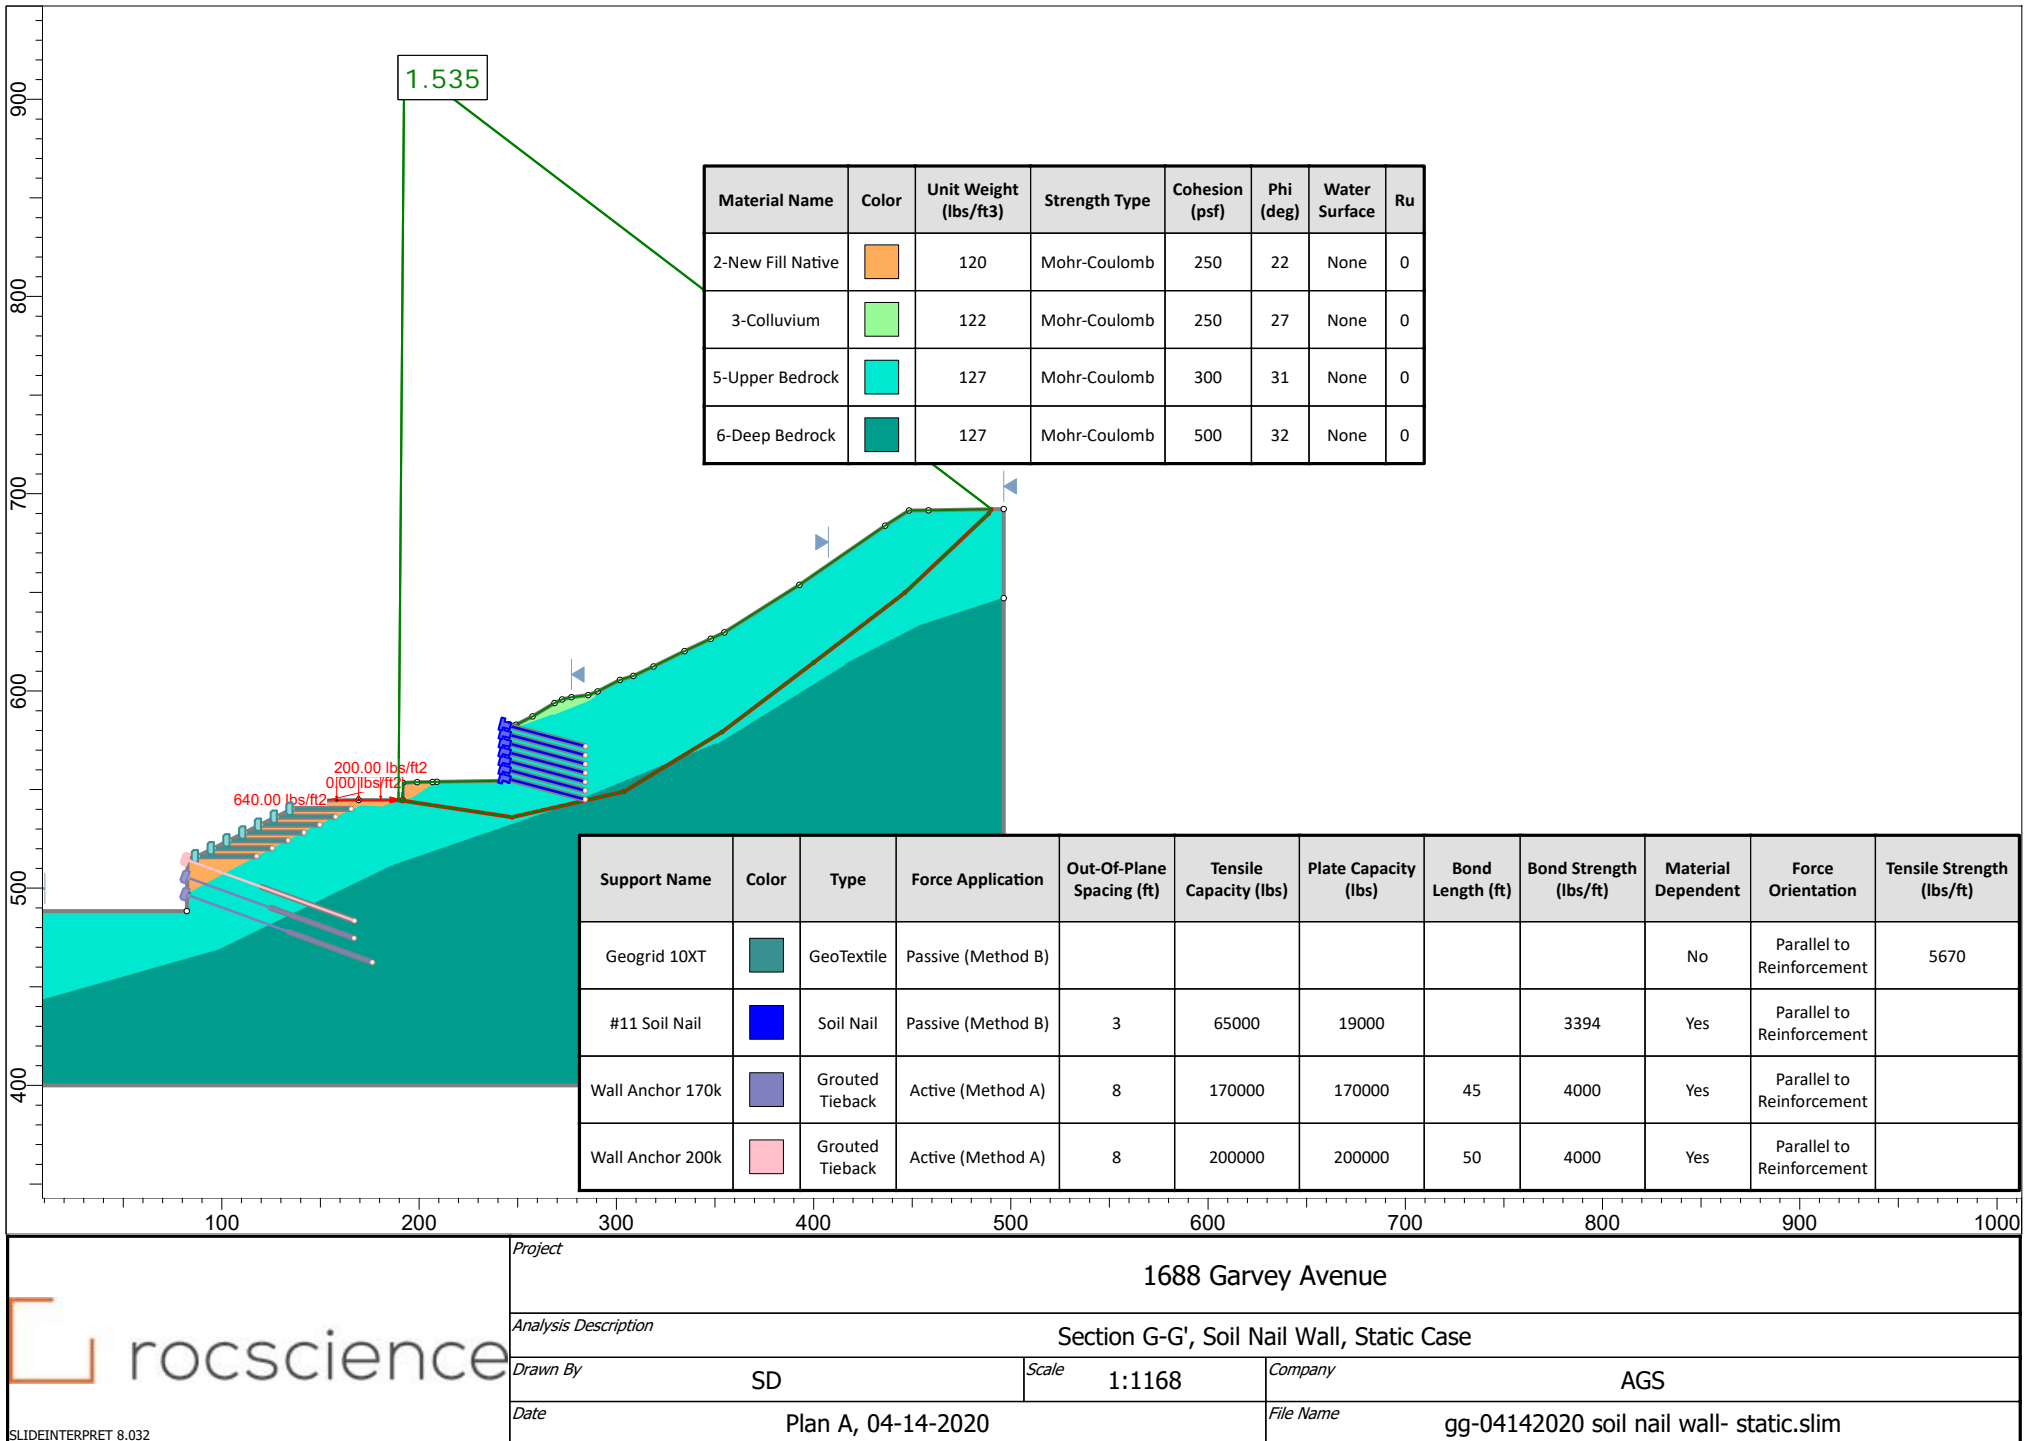 1.535
Material Name Color Unit Weight (lbs/ft3) Strength Type Cohesion (psf) Phi (deg) Water Surface Ru
2-New Fill Native 120 Mohr-Coulomb 250 22 None 0
3-Colluvium 122 Mohr-Coulomb 250 27 None 0
5-Upper Bedrock 127 Mohr-Coulomb 300 31 None 0
6-Deep Bedrock 127 Mohr-Coulomb 500 32 None 0
900
800
700
600
500
400
200.00 lbs/ft2
0.00 lbs/ft2
640.00 lbs/ft2
Support Name Color Type Force Application Out-Of-Plane Spacing (ft) Tensile Capacity (lbs) Plate Capacity (lbs) Bond Length (ft) Bond Strength (lbs/ft) Material Dependent Force Orientation Tensile Strength (lbs/ft)
Geogrid 10XT GeoTextile Passive (Method B) No Parallel to Reinforcement 5670
#11 Soil Nail Soil Nail Passive (Method B) 3 65000 19000 3394 Yes Parallel to Reinforcement
Wall Anchor 170k Grouted Tieback Active (Method A) 8 170000 170000 45 4000 Yes Parallel to Reinforcement
Wall Anchor 200k Grouted Tieback Active (Method A) 8 200000 200000 50 4000 Yes Parallel to Reinforcement
100 200 300 400 500 600 700 800 900 1000
rocscience
SLIDEINTERPRET 8.032
Project
1688 Garvey Avenue
Analysis Description
Section G-G', Soil Nail Wall, Static Case
Drawn By SD Scale 1:1168 Company AGS
Date Plan A, 04-14-2020 File Name gg-04142020 soil nail wall- static.slim